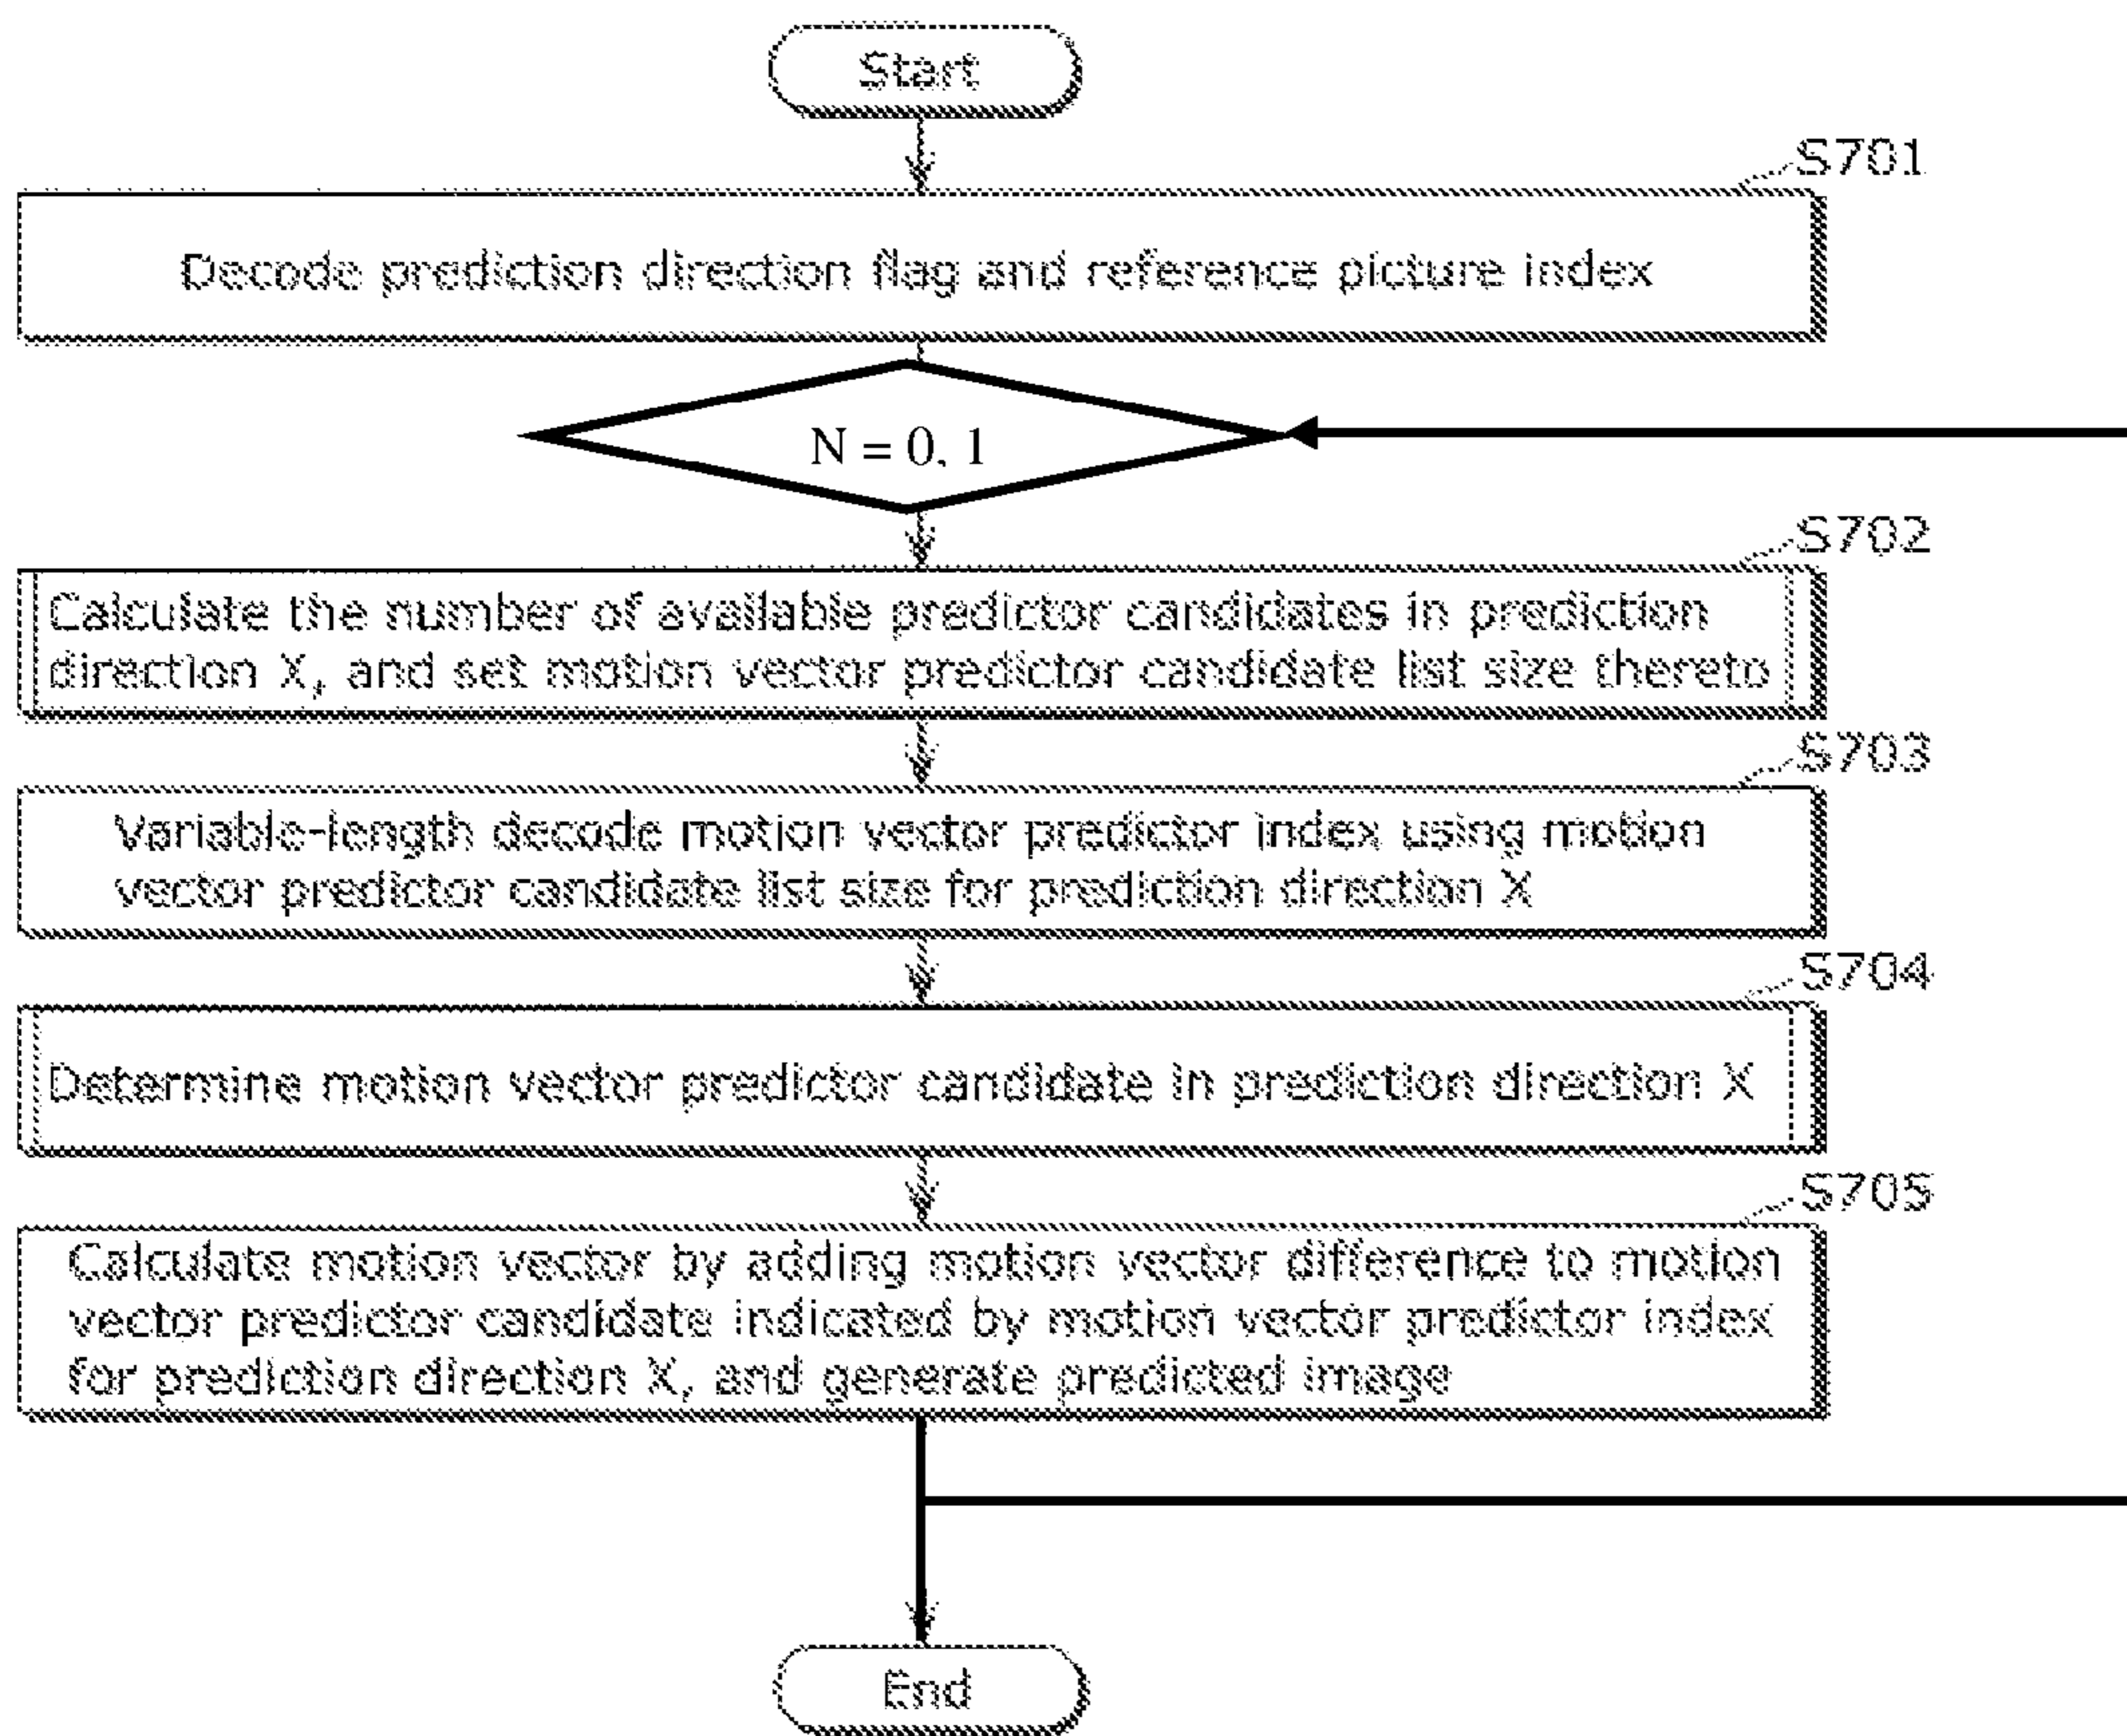 Start
S701
Decode prediction direction flag and reference picture index
N = 0, 1
S702
Calculate the number of available predictor candidates in prediction
direction X, and set motion vector predictor candidate list size thereto
S703
Variable-length decode motion vector predictor index using motion
vector predictor candidate list size for prediction direction X
S704
Determine motion vector predictor candidate in prediction direction X
S705
Calculate motion vector by adding motion vector difference to motion
vector predictor candidate indicated by motion vector predictor index
for prediction direction X, and generate predicted image
End